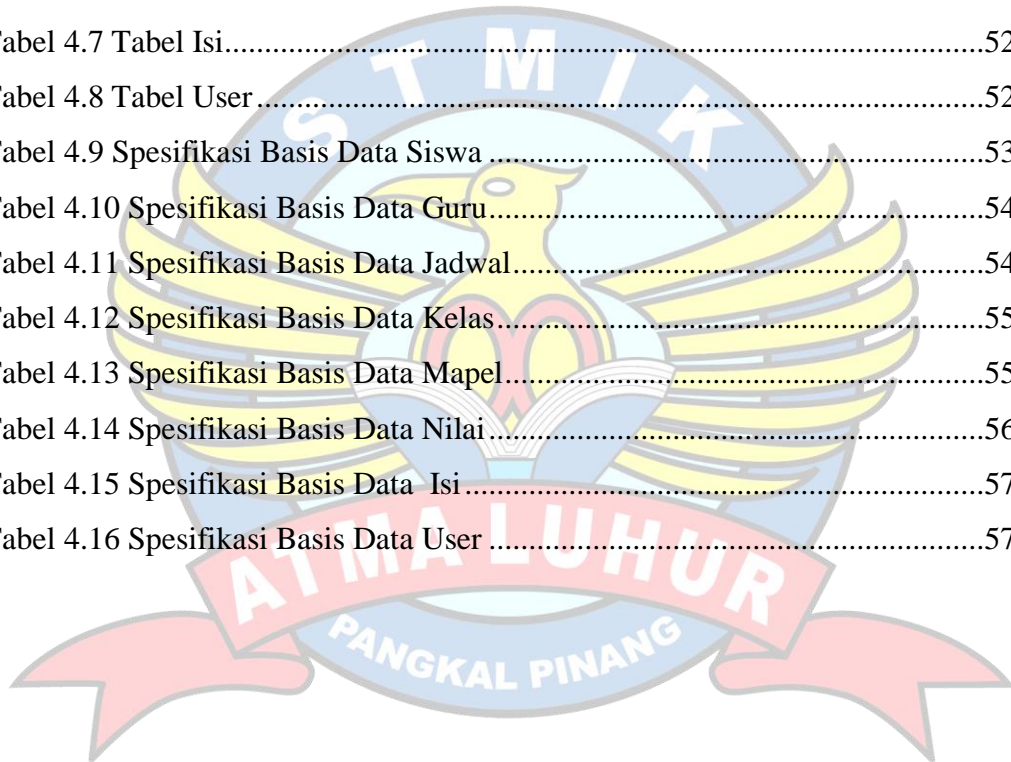 Tabel 4.7 Tabel Isi..........52
Tabel 4.8 Tabel User..........52
Tabel 4.9 Spesifikasi Basis Data Siswa..........53
Tabel 4.10 Spesifikasi Basis Data Guru..........54
Tabel 4.11 Spesifikasi Basis Data Jadwal..........54
Tabel 4.12 Spesifikasi Basis Data Kelas..........55
Tabel 4.13 Spesifikasi Basis Data Mapel..........55
Tabel 4.14 Spesifikasi Basis Data Nilai..........56
Tabel 4.15 Spesifikasi Basis Data  Isi..........57
Tabel 4.16 Spesifikasi Basis Data User..........57
STMIK
ATMA LUHUR
PANGKAL PINANG